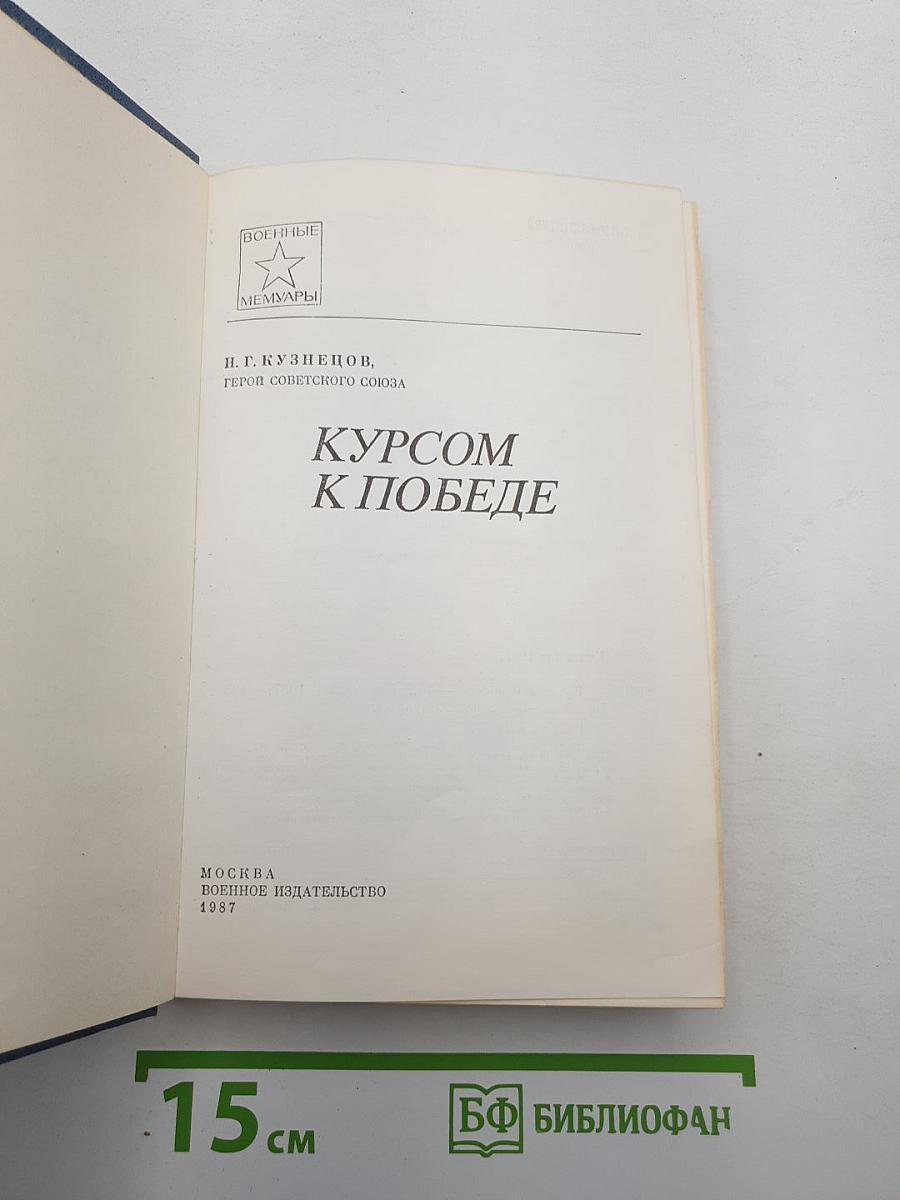 ВОЕННЫЕ
МЕМУАРЫ
Н. Г. КУЗНЕЦОВ,
ГЕРОЙ СОВЕТСКОГО СОЮЗА
КУРСОМ
К ПОБЕДЕ
МОСКВА
ВОЕННОЕ ИЗДАТЕЛЬСТВО
1987
15 см
БФ БИБЛИОФАН